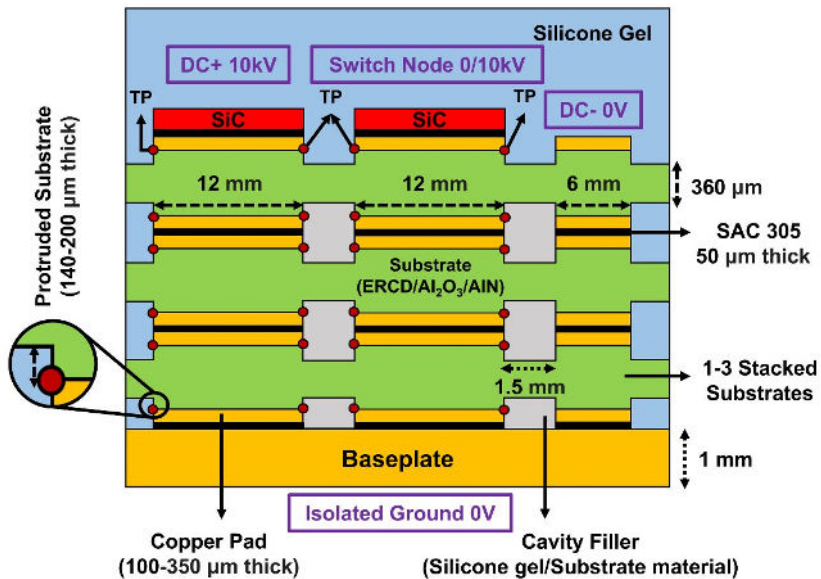 Silicone Gel
DC+ 10kV
Switch Node 0/10kV
TP
TP
TP
DC- 0V
SiC
SiC
12 mm
12 mm
6 mm
360 μm
Protruded Substrate
(140-200 μm thick)
SAC 305
50 μm thick
Substrate
(ERCD/Al₂O₃/AlN)
1.5 mm
1-3 Stacked
Substrates
Baseplate
1 mm
Isolated Ground 0V
Copper Pad
(100-350 μm thick)
Cavity Filler
(Silicone gel/Substrate material)